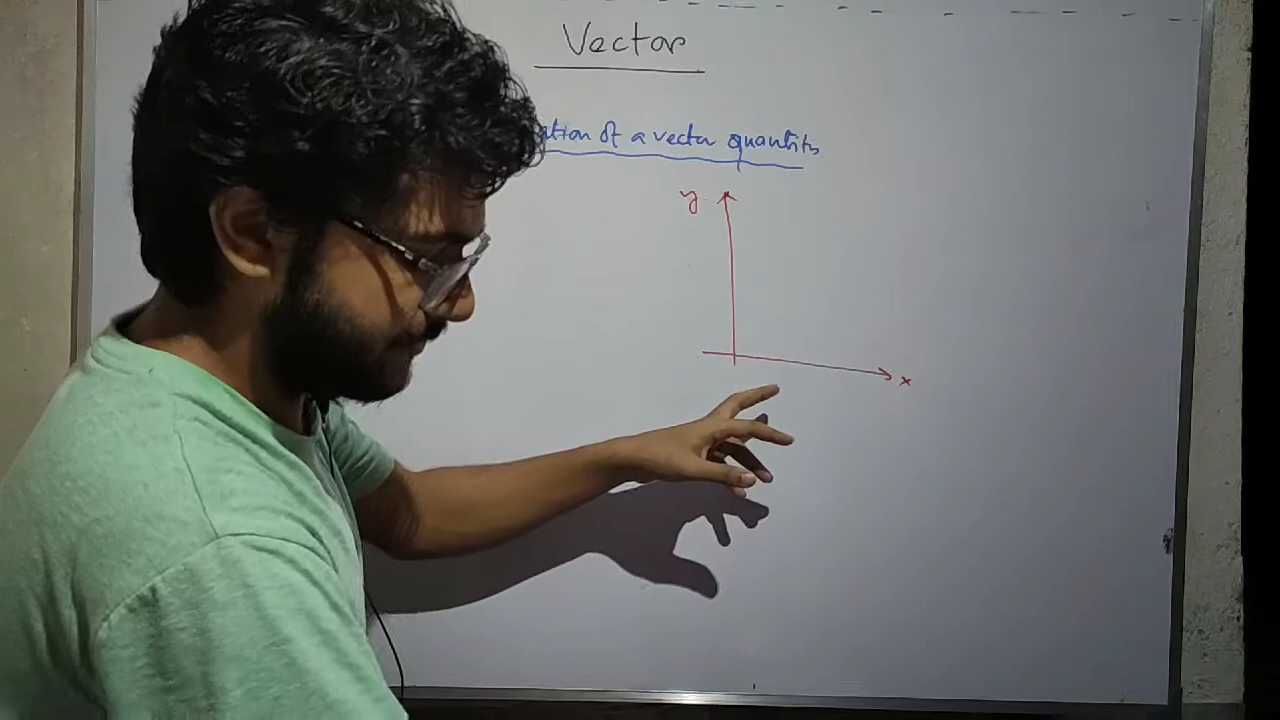 Vector
ation of a vector quantity
y
x